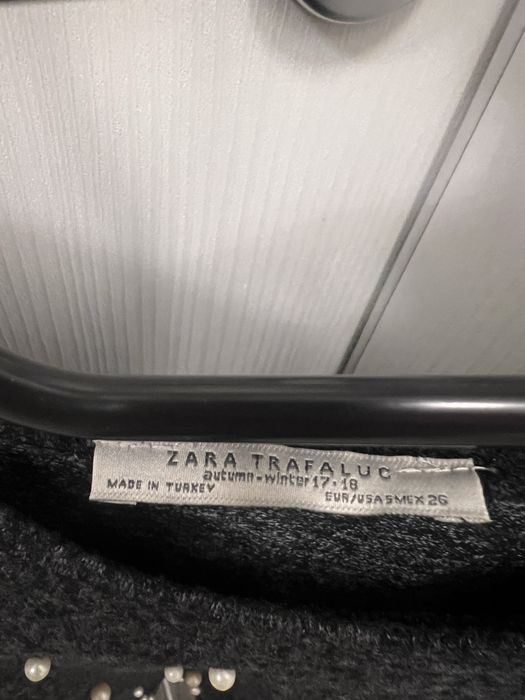 ZARA TRAFALUC
autumn-winter 17-18
MADE IN TURKEY
EUR/USA S MEX 26